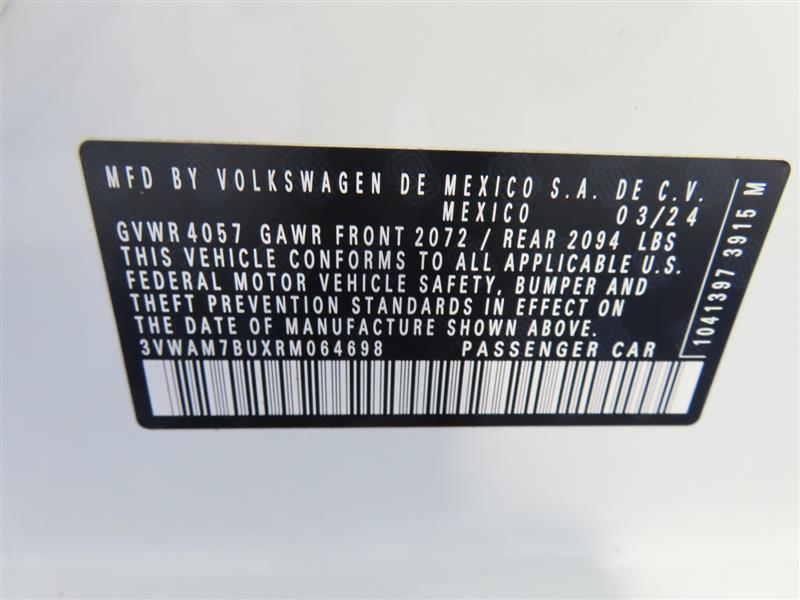 MFD BY VOLKSWAGEN DE MEXICO S.A. DE C.V.
MEXICO 03/24
GVWR 4057 GAWR FRONT 2072 / REAR 2094 LBS
THIS VEHICLE CONFORMS TO ALL APPLICABLE U.S.
FEDERAL MOTOR VEHICLE SAFETY, BUMPER AND
THEFT PREVENTION STANDARDS IN EFFECT ON
THE DATE OF MANUFACTURE SHOWN ABOVE.
3VWAM7BUXRM064698 PASSENGER CAR
1041397 3915 M